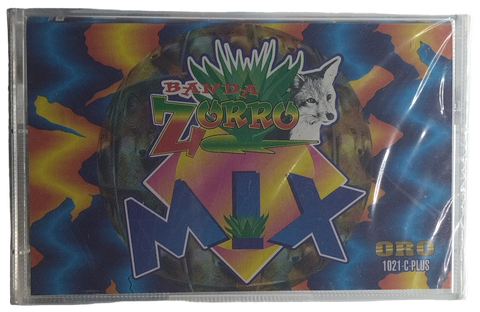 BANDA
ZORRO
MIX
ORO
1021-C-PLUS